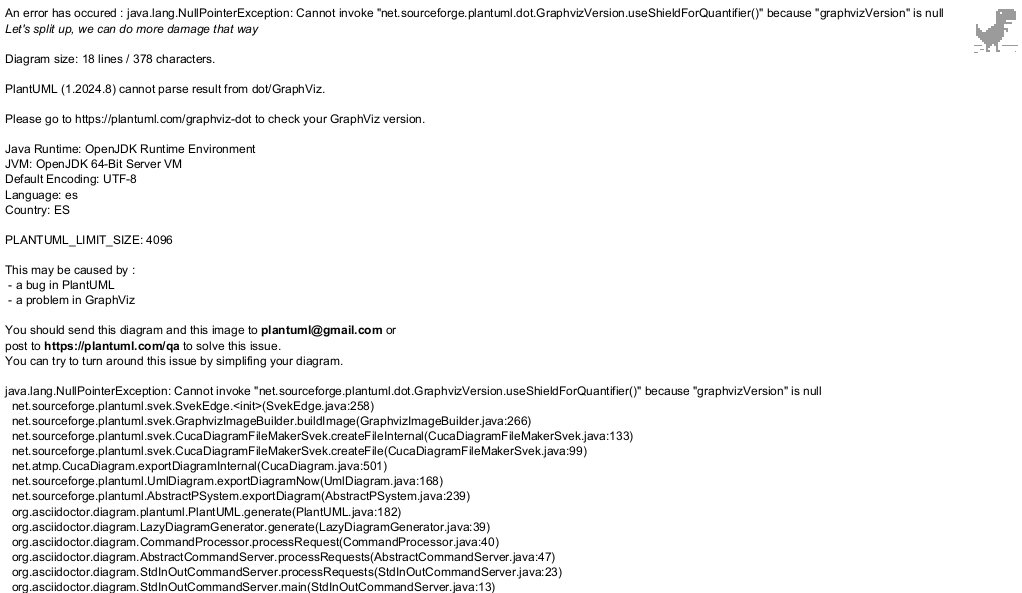 An error has occured : java.lang.NullPointerException: Cannot invoke "net.sourceforge.plantuml.dot.GraphvizVersion.useShieldForQuantifier()" because "graphvizVersion" is null
Let's split up, we can do more damage that way
Diagram size: 18 lines / 378 characters.
PlantUML (1.2024.8) cannot parse result from dot/GraphViz.
Please go to https://plantuml.com/graphviz-dot to check your GraphViz version.
Java Runtime: OpenJDK Runtime Environment
JVM: OpenJDK 64-Bit Server VM
Default Encoding: UTF-8
Language: es
Country: ES
PLANTUML_LIMIT_SIZE: 4096
This may be caused by :
- a bug in PlantUML
- a problem in GraphViz
You should send this diagram and this image to plantuml@gmail.com or
post to https://plantuml.com/qa to solve this issue.
You can try to turn around this issue by simplifing your diagram.
java.lang.NullPointerException: Cannot invoke "net.sourceforge.plantuml.dot.GraphvizVersion.useShieldForQuantifier()" because "graphvizVersion" is null
net.sourceforge.plantuml.svek.SvekEdge.<init>(SvekEdge.java:258)
net.sourceforge.plantuml.svek.GraphvizImageBuilder.buildImage(GraphvizImageBuilder.java:266)
net.sourceforge.plantuml.svek.CucaDiagramFileMakerSvek.createFileInternal(CucaDiagramFileMakerSvek.java:133)
net.sourceforge.plantuml.svek.CucaDiagramFileMakerSvek.createFile(CucaDiagramFileMakerSvek.java:99)
net.atmp.CucaDiagram.exportDiagramInternal(CucaDiagram.java:501)
net.sourceforge.plantuml.UmlDiagram.exportDiagramNow(UmlDiagram.java:168)
net.sourceforge.plantuml.AbstractPSystem.exportDiagram(AbstractPSystem.java:239)
org.asciidoctor.diagram.plantuml.PlantUML.generate(PlantUML.java:182)
org.asciidoctor.diagram.LazyDiagramGenerator.generate(LazyDiagramGenerator.java:39)
org.asciidoctor.diagram.CommandProcessor.processRequest(CommandProcessor.java:40)
org.asciidoctor.diagram.AbstractCommandServer.processRequests(AbstractCommandServer.java:47)
org.asciidoctor.diagram.StdInOutCommandServer.processRequests(StdInOutCommandServer.java:23)
org.asciidoctor.diagram.StdInOutCommandServer.main(StdInOutCommandServer.java:13)